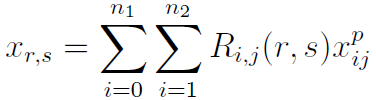 x_{r,s} = \sum_{i=0}^{n_1} \sum_{i=1}^{n_2} R_{i,j}(r,s) x_{ij}^{p}